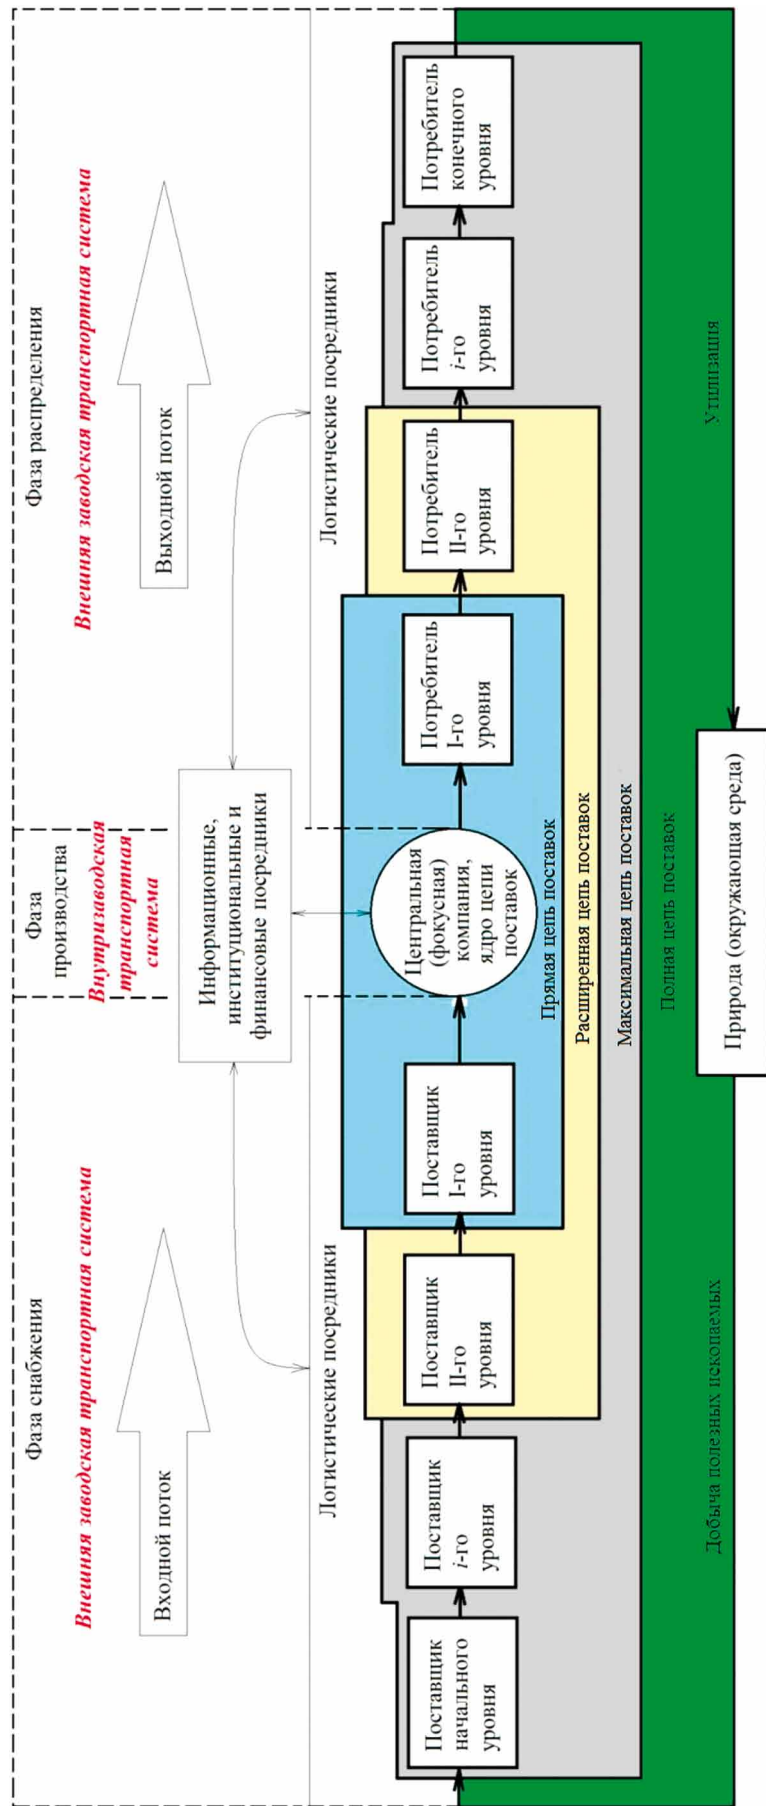 Фаза снабжения
Фаза
производства
Фаза распределения
Внешняя заводская транспортная система
Внутризаводская
транспортная
система
Внешняя заводская транспортная система
Входной поток
Выходной поток
Информационные,
институциональные и
финансовые посредники
Логистические посредники
Логистические посредники
Поставщик
начального
уровня
Поставщик
i-го
уровня
Поставщик
II-го
уровня
Поставщик
I-го
уровня
Центральная
(фокусная)
компания,
ядро цепи
поставок
Потребитель
I-го
уровня
Потребитель
II-го
уровня
Потребитель
i-го
уровня
Потребитель
конечного
уровня
Прямая цепь поставок
Расширенная цепь поставок
Максимальная цепь поставок
Полная цепь поставок
Добыча полезных ископаемых
Утилизация
Природа (окружающая среда)